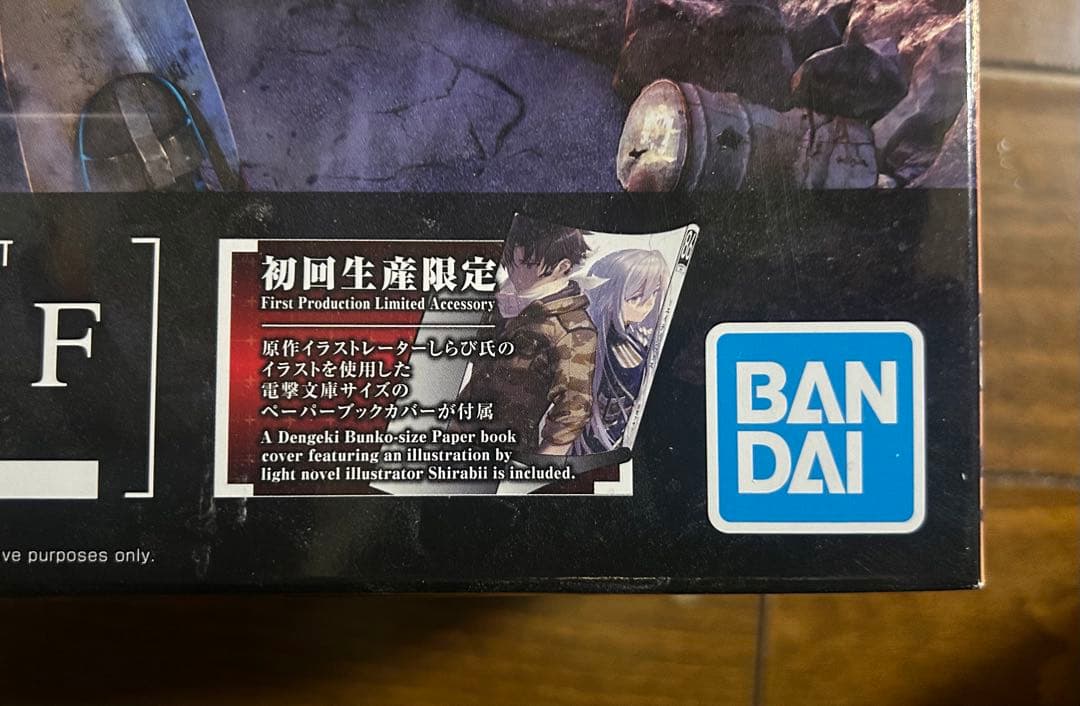 T
F
初回生産限定
First Production Limited Accessory
原作イラストレーターしらび氏の
イラストを使用した
電撃文庫サイズの
ペーパーブックカバーが付属
A Dengeki Bunko-size Paper book
cover featuring an illustration by
light novel illustrator Shirabii is included.
86
BAN
DAI
ve purposes only.